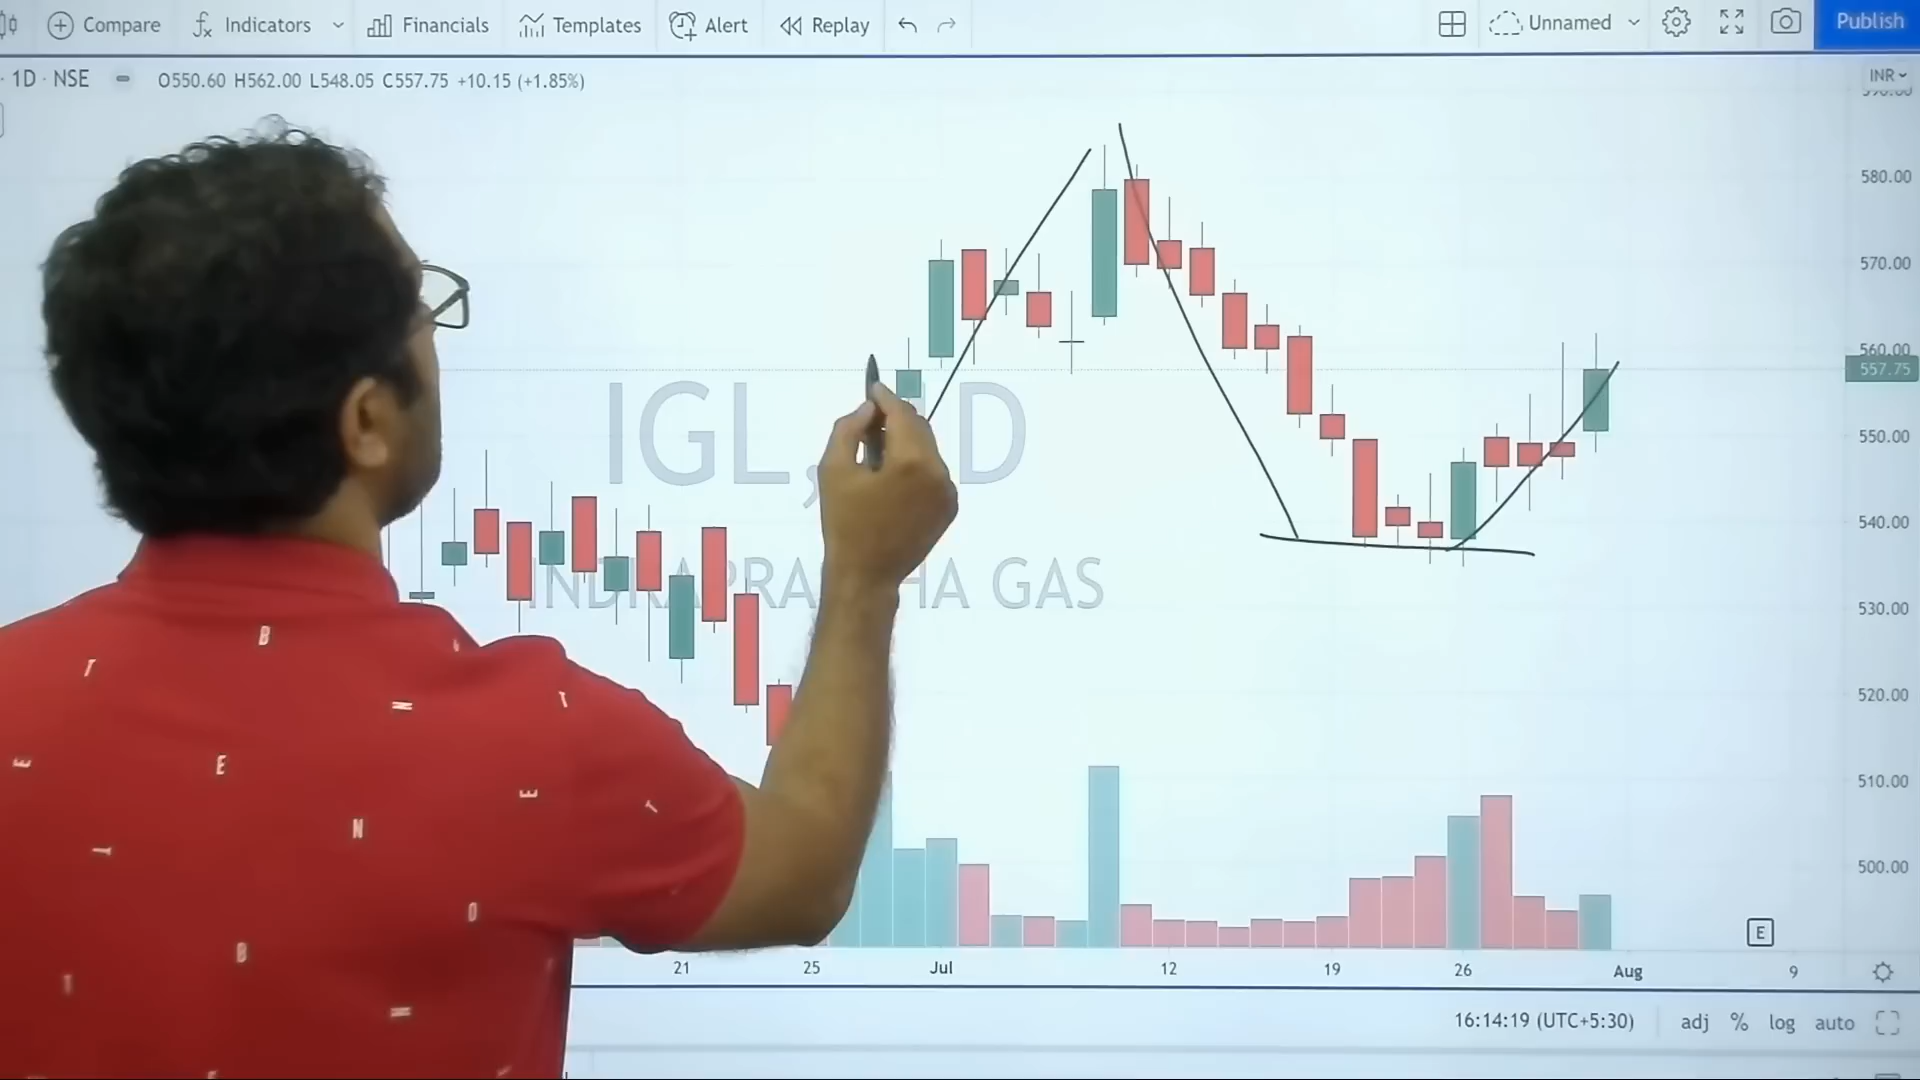 Compare Indicators Financials Templates Alert Replay Unnamed Publish
· 1D · NSE O550.60 H562.00 L548.05 C557.75 +10.15 (+1.85%) INR
580.00
570.00
560.00
557.75
550.00
540.00
530.00
520.00
510.00
500.00
IGL, D
INDRAPRA HA GAS
E
21 25 Jul 12 19 26 Aug 9
16:14:19 (UTC+5:30) adj % log auto
B
T
N
T
E
E
E
T
N
T
O
B
T
N